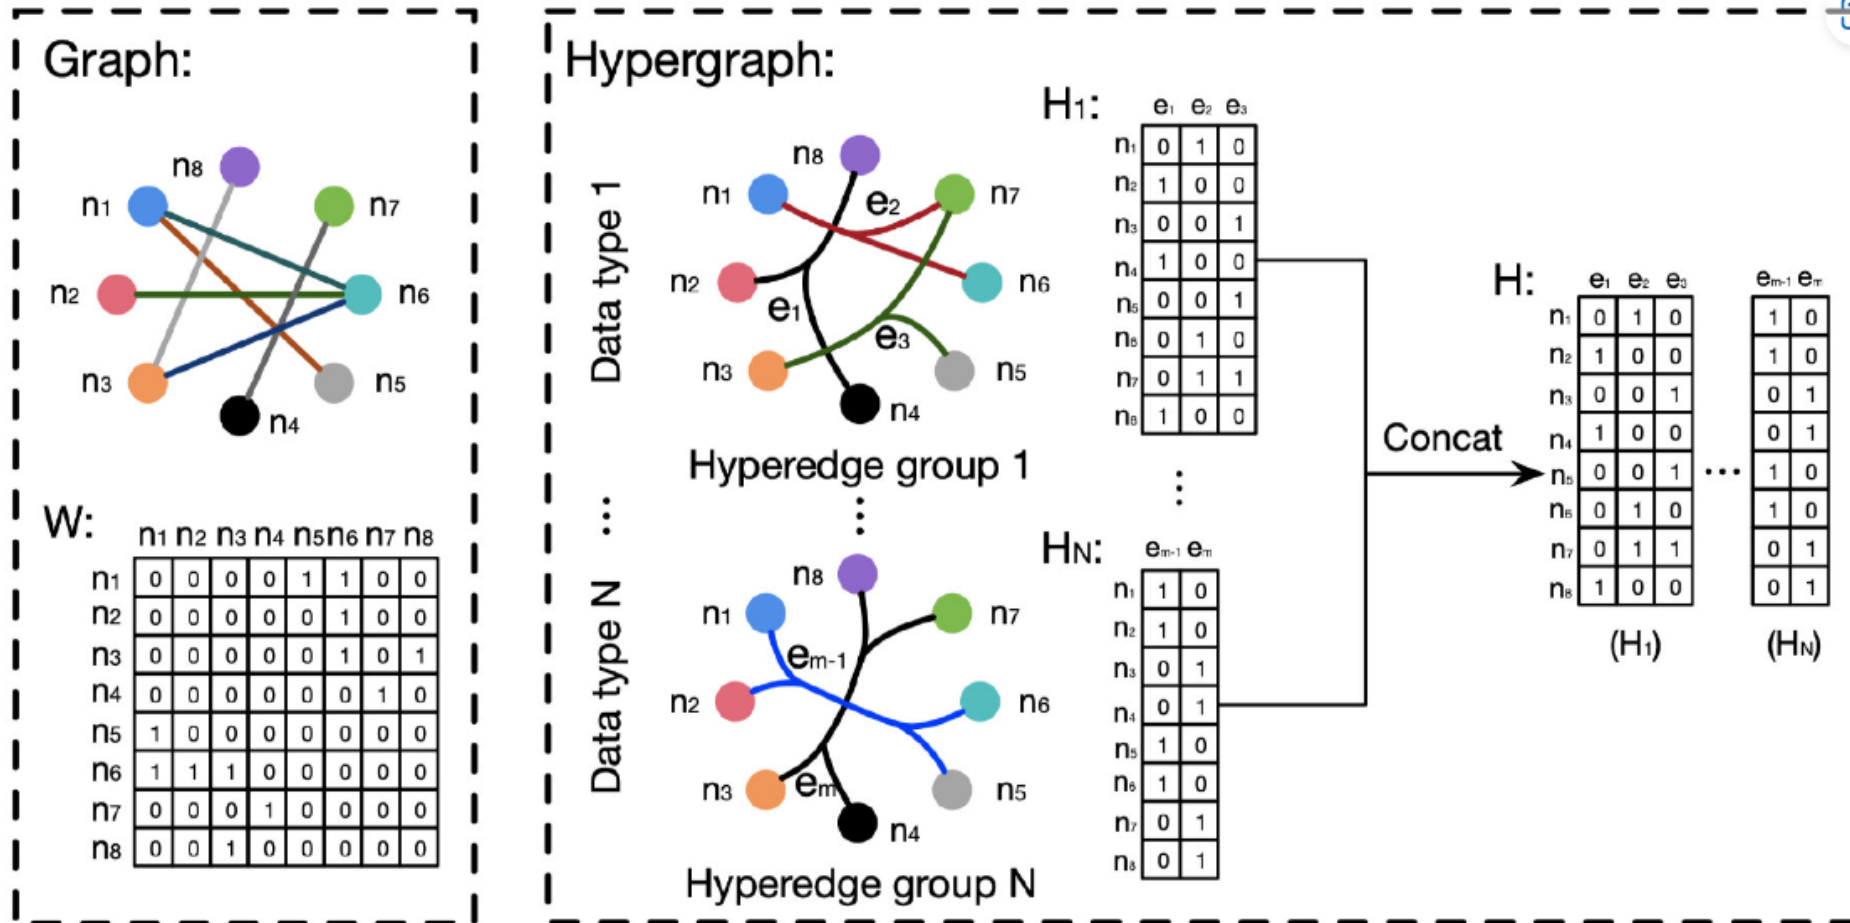 Graph:
n8
n1
n7
n2
n6
n3
n5
n4
W:
n1 n2 n3 n4 n5 n6 n7 n8
n1 0 0 0 0 1 1 0 0
n2 0 0 0 0 0 1 0 0
n3 0 0 0 0 0 1 0 1
n4 0 0 0 0 0 0 1 0
n5 1 0 0 0 0 0 0 0
n6 1 1 1 0 0 0 0 0
n7 0 0 0 1 0 0 0 0
n8 0 0 1 0 0 0 0 0
Hypergraph:
Data type 1
n8
n1
e2
n7
n2
e1
n6
e3
n3
n5
n4
Hyperedge group 1
...
...
Data type N
n8
n1
n7
em-1
n2
n6
n3
em
n5
n4
Hyperedge group N
H1:
e1 e2 e3
n1 0 1 0
n2 1 0 0
n3 0 0 1
n4 1 0 0
n5 0 0 1
n6 0 1 0
n7 0 1 1
n8 1 0 0
...
HN:
em-1 em
n1 1 0
n2 1 0
n3 0 1
n4 0 1
n5 1 0
n6 1 0
n7 0 1
n8 0 1
Concat
H:
e1 e2 e3 em-1 em
n1 0 1 0 1 0
n2 1 0 0 1 0
n3 0 0 1 0 1
n4 1 0 0 0 1
n5 0 0 1 ... 1 0
n6 0 1 0 1 0
n7 0 1 1 0 1
n8 1 0 0 0 1
(H1) (HN)